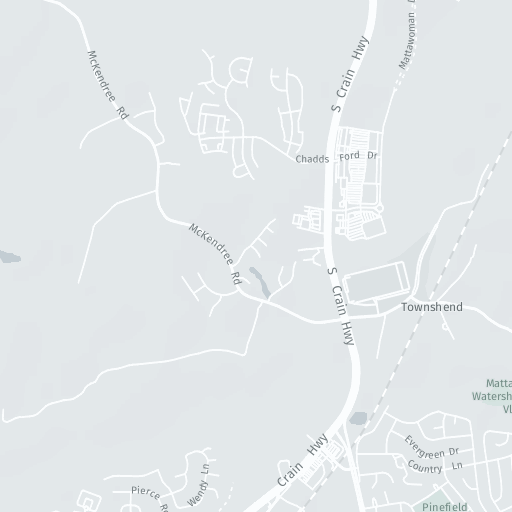 Mattawoman
S Crain Hwy
McKendree Rd
Chadds Ford Dr
McKendree Rd
S Crain Hwy
Townshend
Watersh
Evergreen Dr
Country Ln
Crain Hwy
Wendy Ln
Pierce
Pinefield